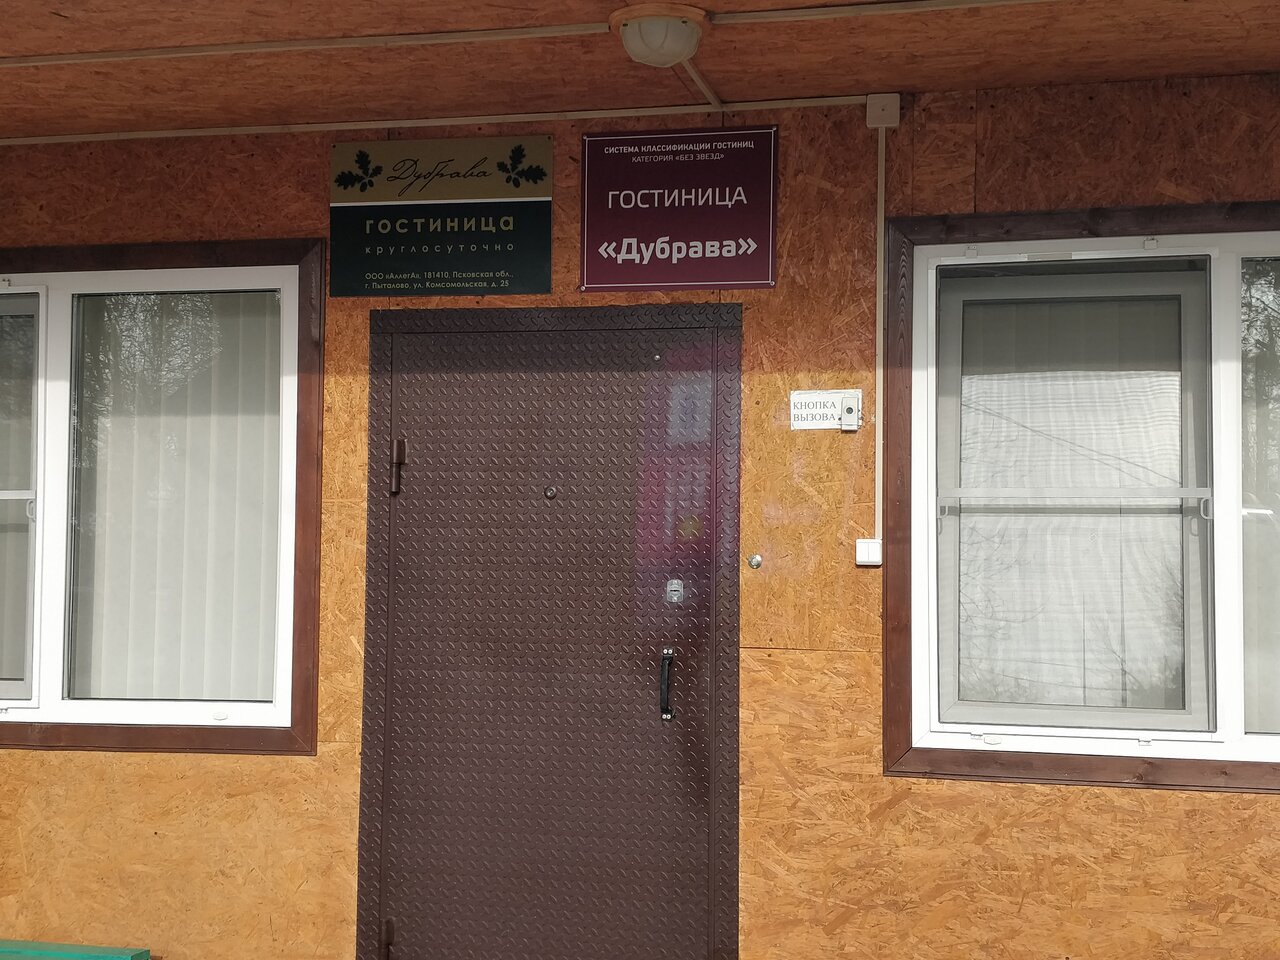 Дубрава
гостиница
круглосуточно
ООО «АллегА», 181410, Псковская обл.,
г. Пыталово, ул. Комсомольская, д. 25
СИСТЕМА КЛАССИФИКАЦИИ ГОСТИНИЦ
КАТЕГОРИЯ «БЕЗ ЗВЕЗД»
ГОСТИНИЦА
«Дубрава»
КНОПКА
ВЫЗОВА